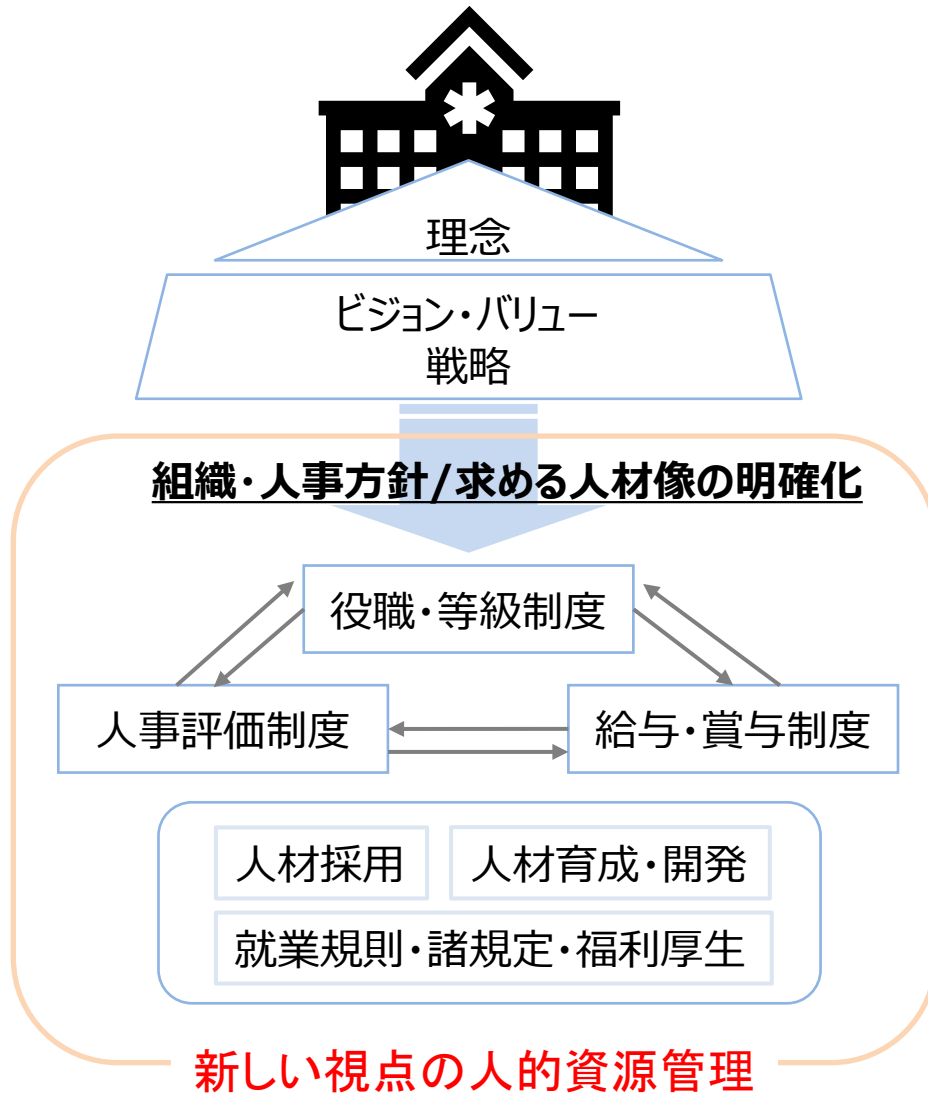 理念
ビジョン・バリュー
戦略
組織・人事方針/求める人材像の明確化
役職・等級制度
人事評価制度
給与・賞与制度
人材採用
人材育成・開発
就業規則・諸規定・福利厚生
新しい視点の人的資源管理